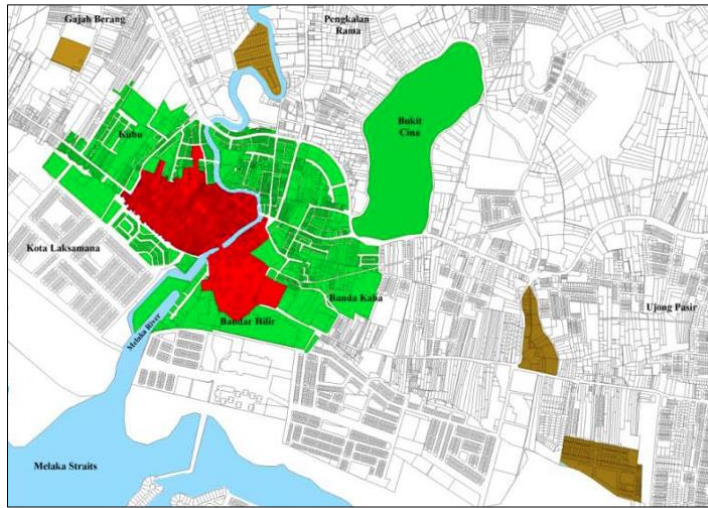 Gajah Berang
Pengkalan
Rama
Kubu
Bukit
Cina
Kota Laksamana
Banda Kaba
Ujong Pasir
Bandar Hilir
Melaka River
Melaka Straits